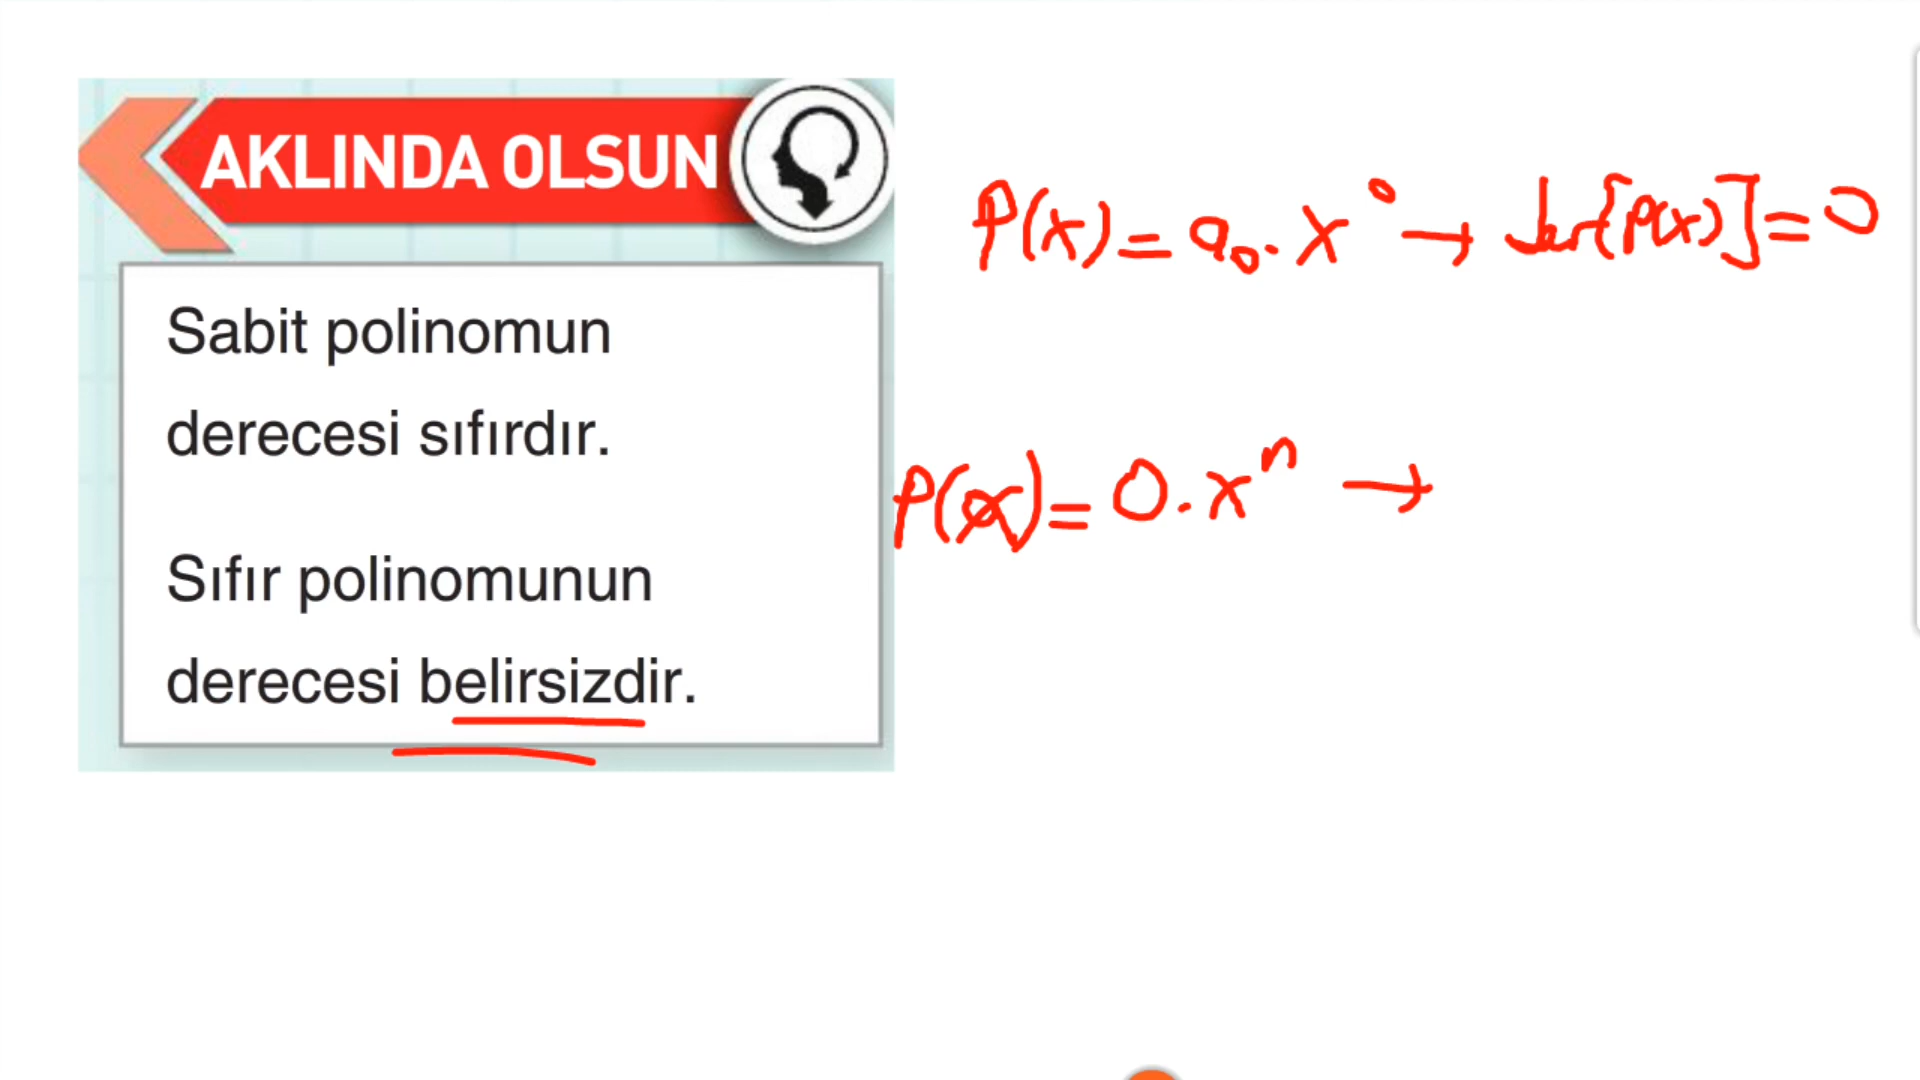 AKLINDA OLSUN
Sabit polinomun
derecesi sıfırdır.
Sıfır polinomunun
derecesi belirsizdir.
P(x) = a₀ . x⁰ → der[P(x)] = 0
P(x) = 0 . xⁿ →